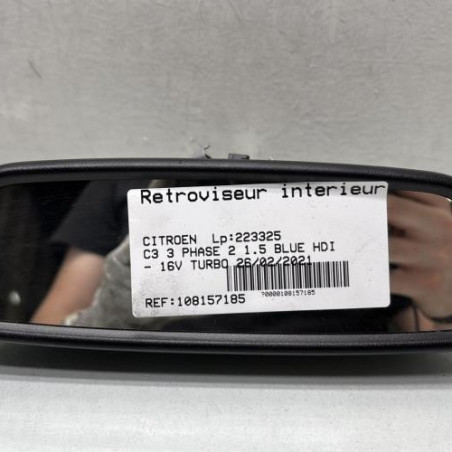 Retroviseur interieur
CITROEN Lp:223325
C3 3 PHASE 2 1.5 BLUE HDI
- 16V TURBO 26/02/2021
REF:108157185
70000108157185